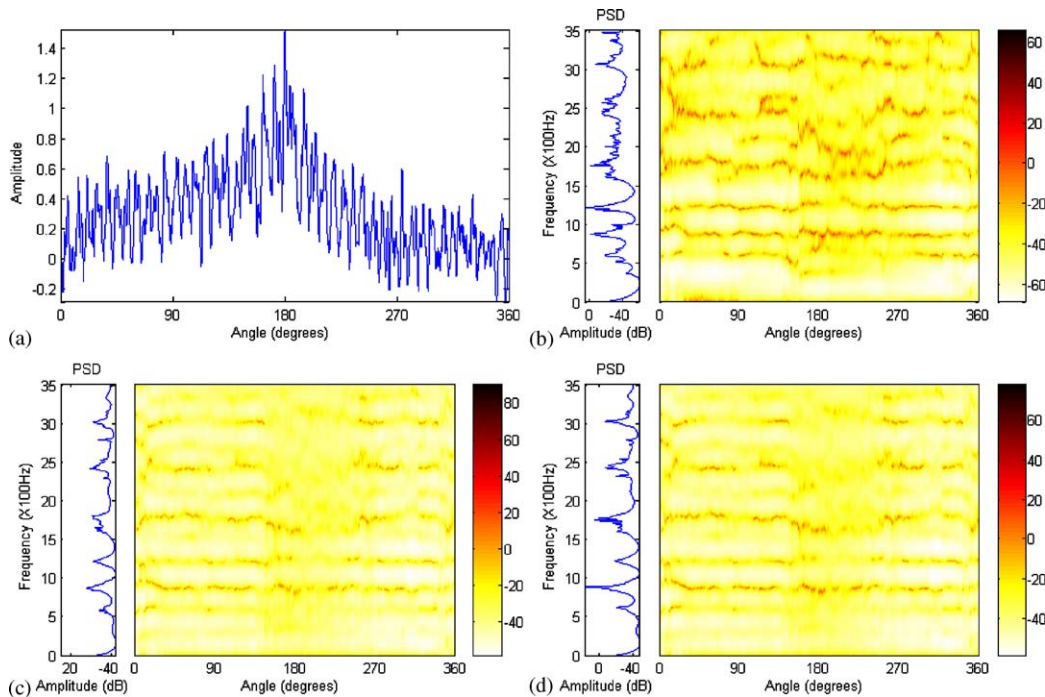 1.4
1.2
1
0.8
0.6
0.4
0.2
0
-0.2
Amplitude
0 90 180 270 360
Angle (degrees)
(a)
PSD
35
30
25
20
15
10
5
0
Frequency (X100Hz)
0 -40
Amplitude (dB)
0 90 180 270 360
Angle (degrees)
60
40
20
0
-20
-40
-60
(b)
PSD
35
30
25
20
15
10
5
0
Frequency (X100Hz)
20 -40
Amplitude (dB)
0 90 180 270 360
Angle (degrees)
80
60
40
20
0
-20
-40
(c)
PSD
35
30
25
20
15
10
5
0
Frequency (X100Hz)
0 -40
Amplitude (dB)
0 90 180 270 360
Angle (degrees)
60
40
20
0
-20
-40
(d)